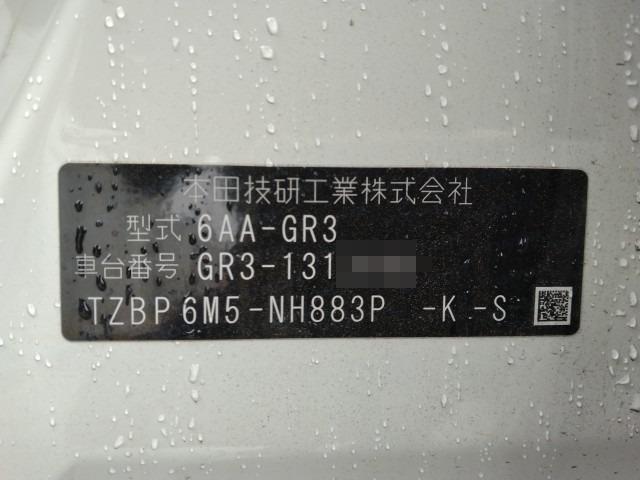 本田技研工業株式会社
型式 6AA-GR3
車台番号 GR3-131
TZBP 6M5-NH883P -K -S